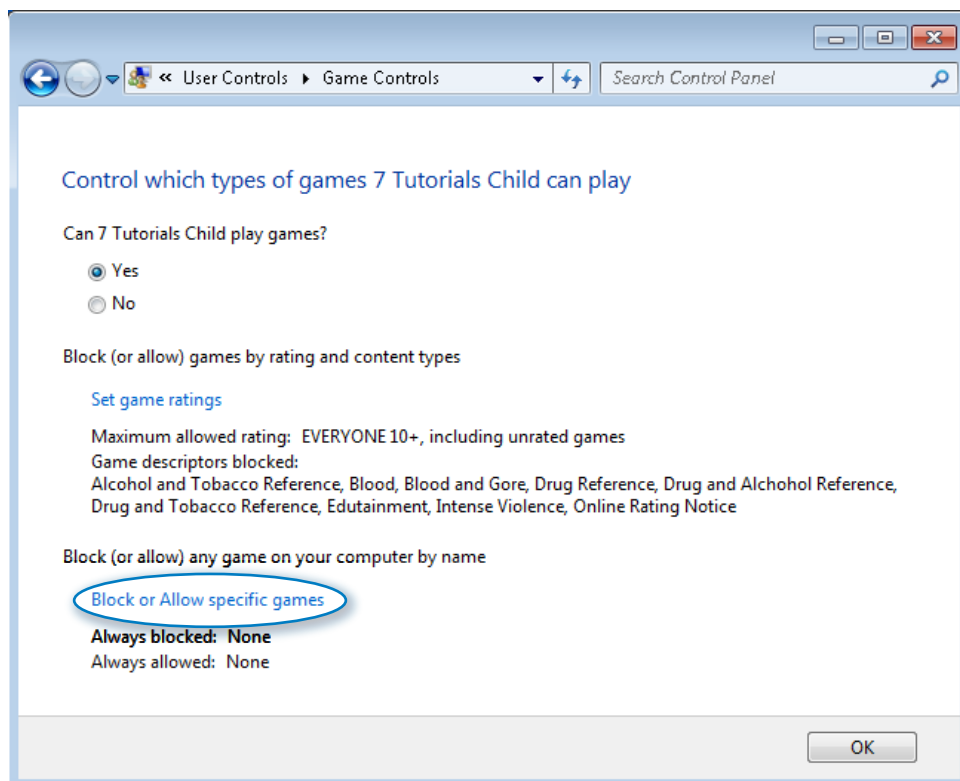 « User Controls ▸ Game Controls
Search Control Panel
Control which types of games 7 Tutorials Child can play
Can 7 Tutorials Child play games?
Yes
No
Block (or allow) games by rating and content types
Set game ratings
Maximum allowed rating: EVERYONE 10+, including unrated games
Game descriptors blocked:
Alcohol and Tobacco Reference, Blood, Blood and Gore, Drug Reference, Drug and Alchohol Reference,
Drug and Tobacco Reference, Edutainment, Intense Violence, Online Rating Notice
Block (or allow) any game on your computer by name
Block or Allow specific games
Always blocked: None
Always allowed: None
OK